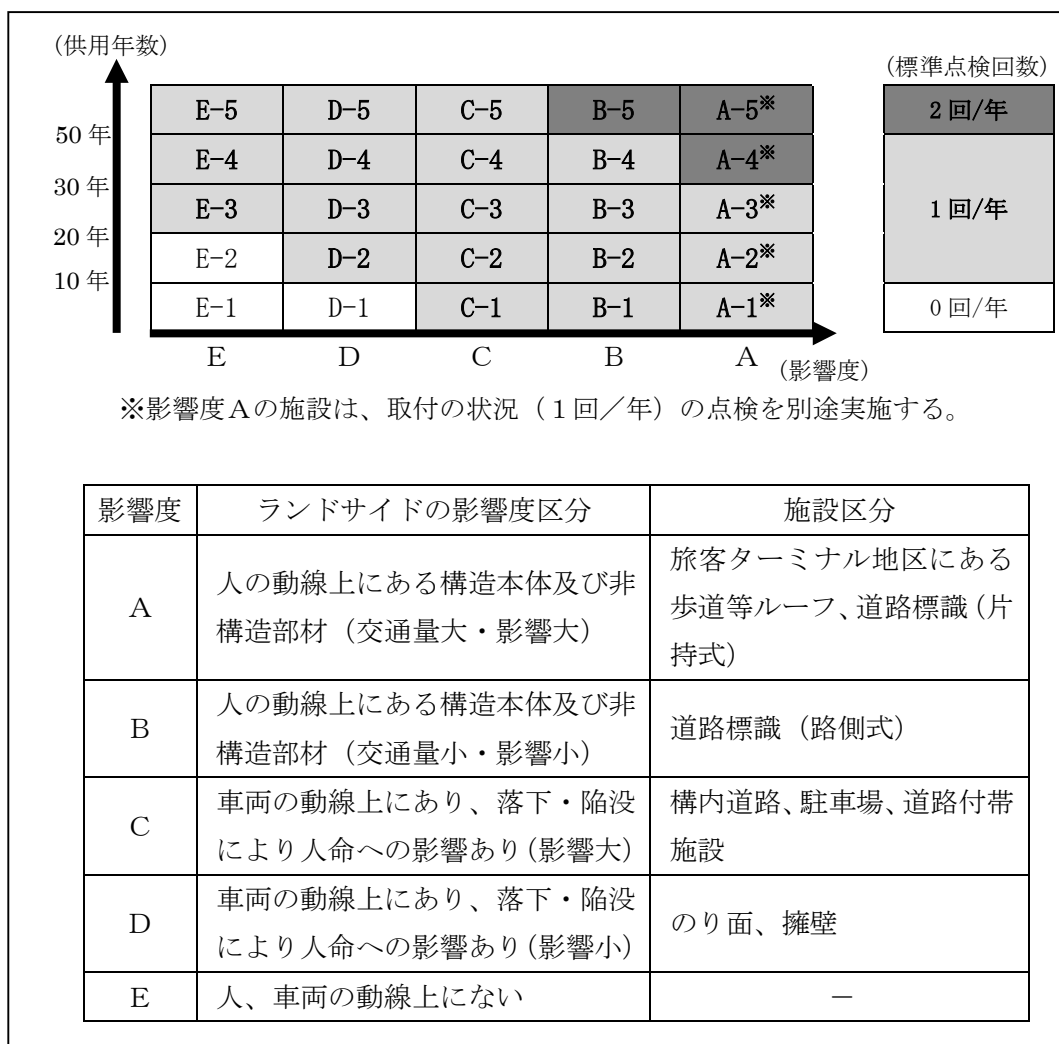 (供用年数)
(標準点検回数)
E-5 D-5 C-5 B-5 A-5※ 2回/年
50年
E-4 D-4 C-4 B-4 A-4※
30年
E-3 D-3 C-3 B-3 A-3※ 1回/年
20年
E-2 D-2 C-2 B-2 A-2※
10年
E-1 D-1 C-1 B-1 A-1※ 0回/年
E D C B A (影響度)
※影響度Aの施設は、取付の状況（1回／年）の点検を別途実施する。
影響度 ランドサイドの影響度区分 施設区分
A
人の動線上にある構造本体及び非
構造部材（交通量大・影響大）
旅客ターミナル地区にある
歩道等ルーフ、道路標識(片
持式)
B
人の動線上にある構造本体及び非
構造部材（交通量小・影響小）
道路標識（路側式）
C
車両の動線上にあり、落下・陥没
により人命への影響あり(影響大)
構内道路、駐車場、道路付帯
施設
D
車両の動線上にあり、落下・陥没
により人命への影響あり(影響小)
のり面、擁壁
E 人、車両の動線上にない －